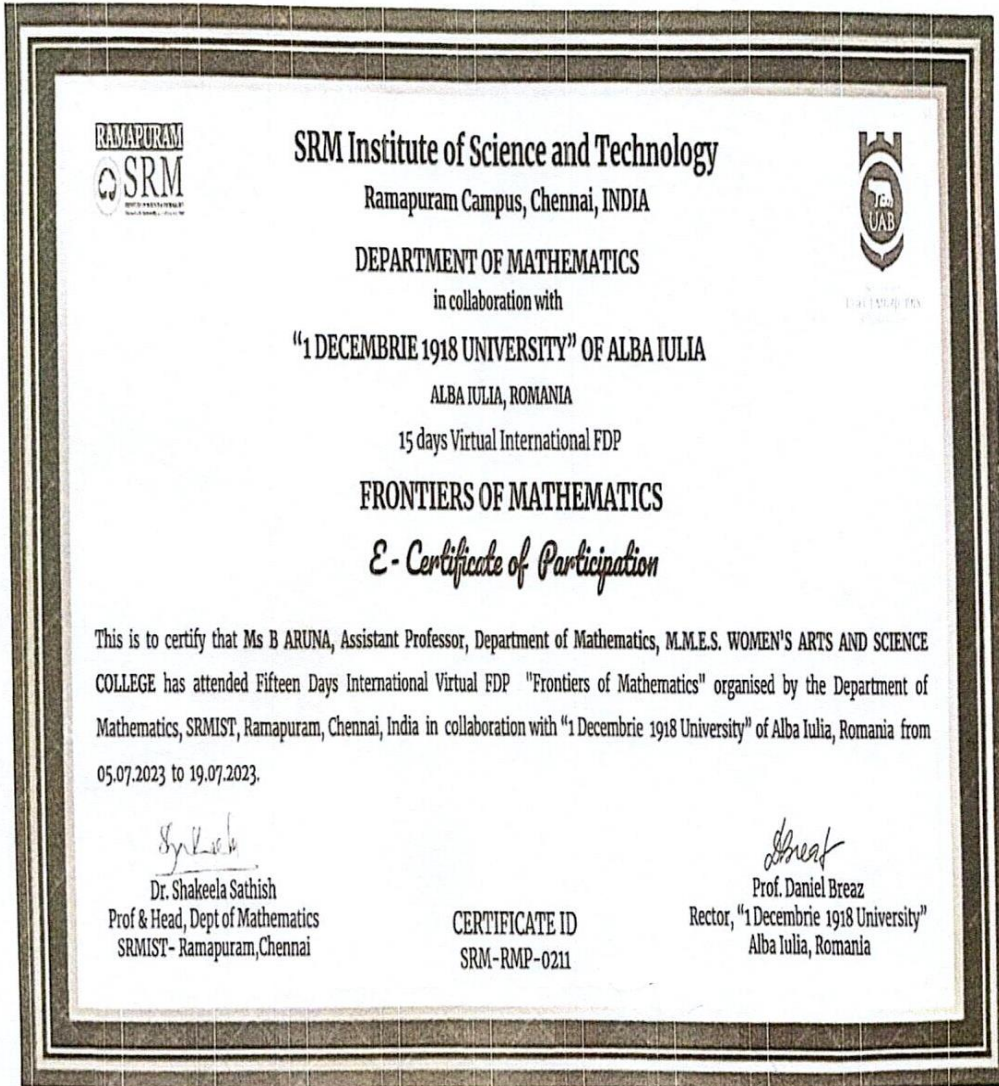 RAMAPURAM
SRM
SRM Institute of Science and Technology
Ramapuram Campus, Chennai, INDIA
UAB
DEPARTMENT OF MATHEMATICS
in collaboration with
“1 DECEMBRIE 1918 UNIVERSITY” OF ALBA IULIA
ALBA IULIA, ROMANIA
15 days Virtual International FDP
FRONTIERS OF MATHEMATICS
E - Certificate of Participation
This is to certify that Ms B ARUNA, Assistant Professor, Department of Mathematics, M.M.E.S. WOMEN'S ARTS AND SCIENCE
COLLEGE has attended Fifteen Days International Virtual FDP "Frontiers of Mathematics" organised by the Department of
Mathematics, SRMIST, Ramapuram, Chennai, India in collaboration with “1 Decembrie 1918 University” of Alba Iulia, Romania from
05.07.2023 to 19.07.2023.
Dr. Shakeela Sathish
Prof & Head, Dept of Mathematics
SRMIST- Ramapuram,Chennai
CERTIFICATE ID
SRM-RMP-0211
Prof. Daniel Breaz
Rector, “1 Decembrie 1918 University”
Alba Iulia, Romania